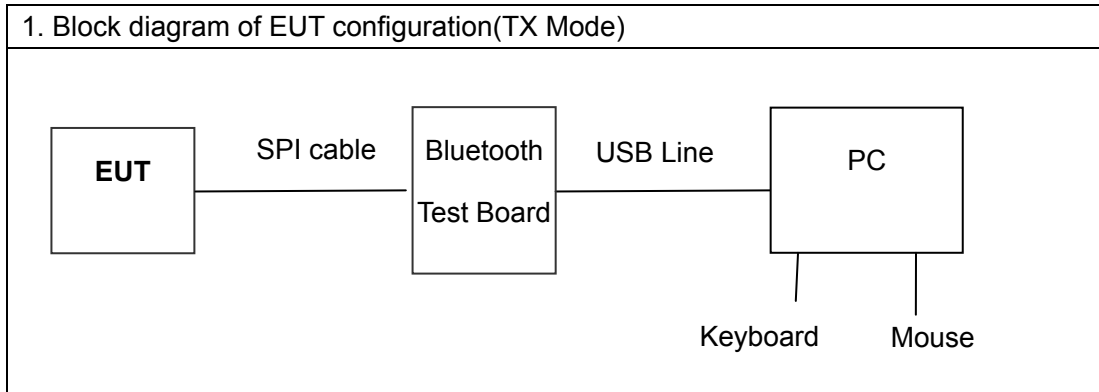 1. Block diagram of EUT configuration(TX Mode)
EUT
SPI cable
Bluetooth
Test Board
USB Line
PC
Keyboard
Mouse